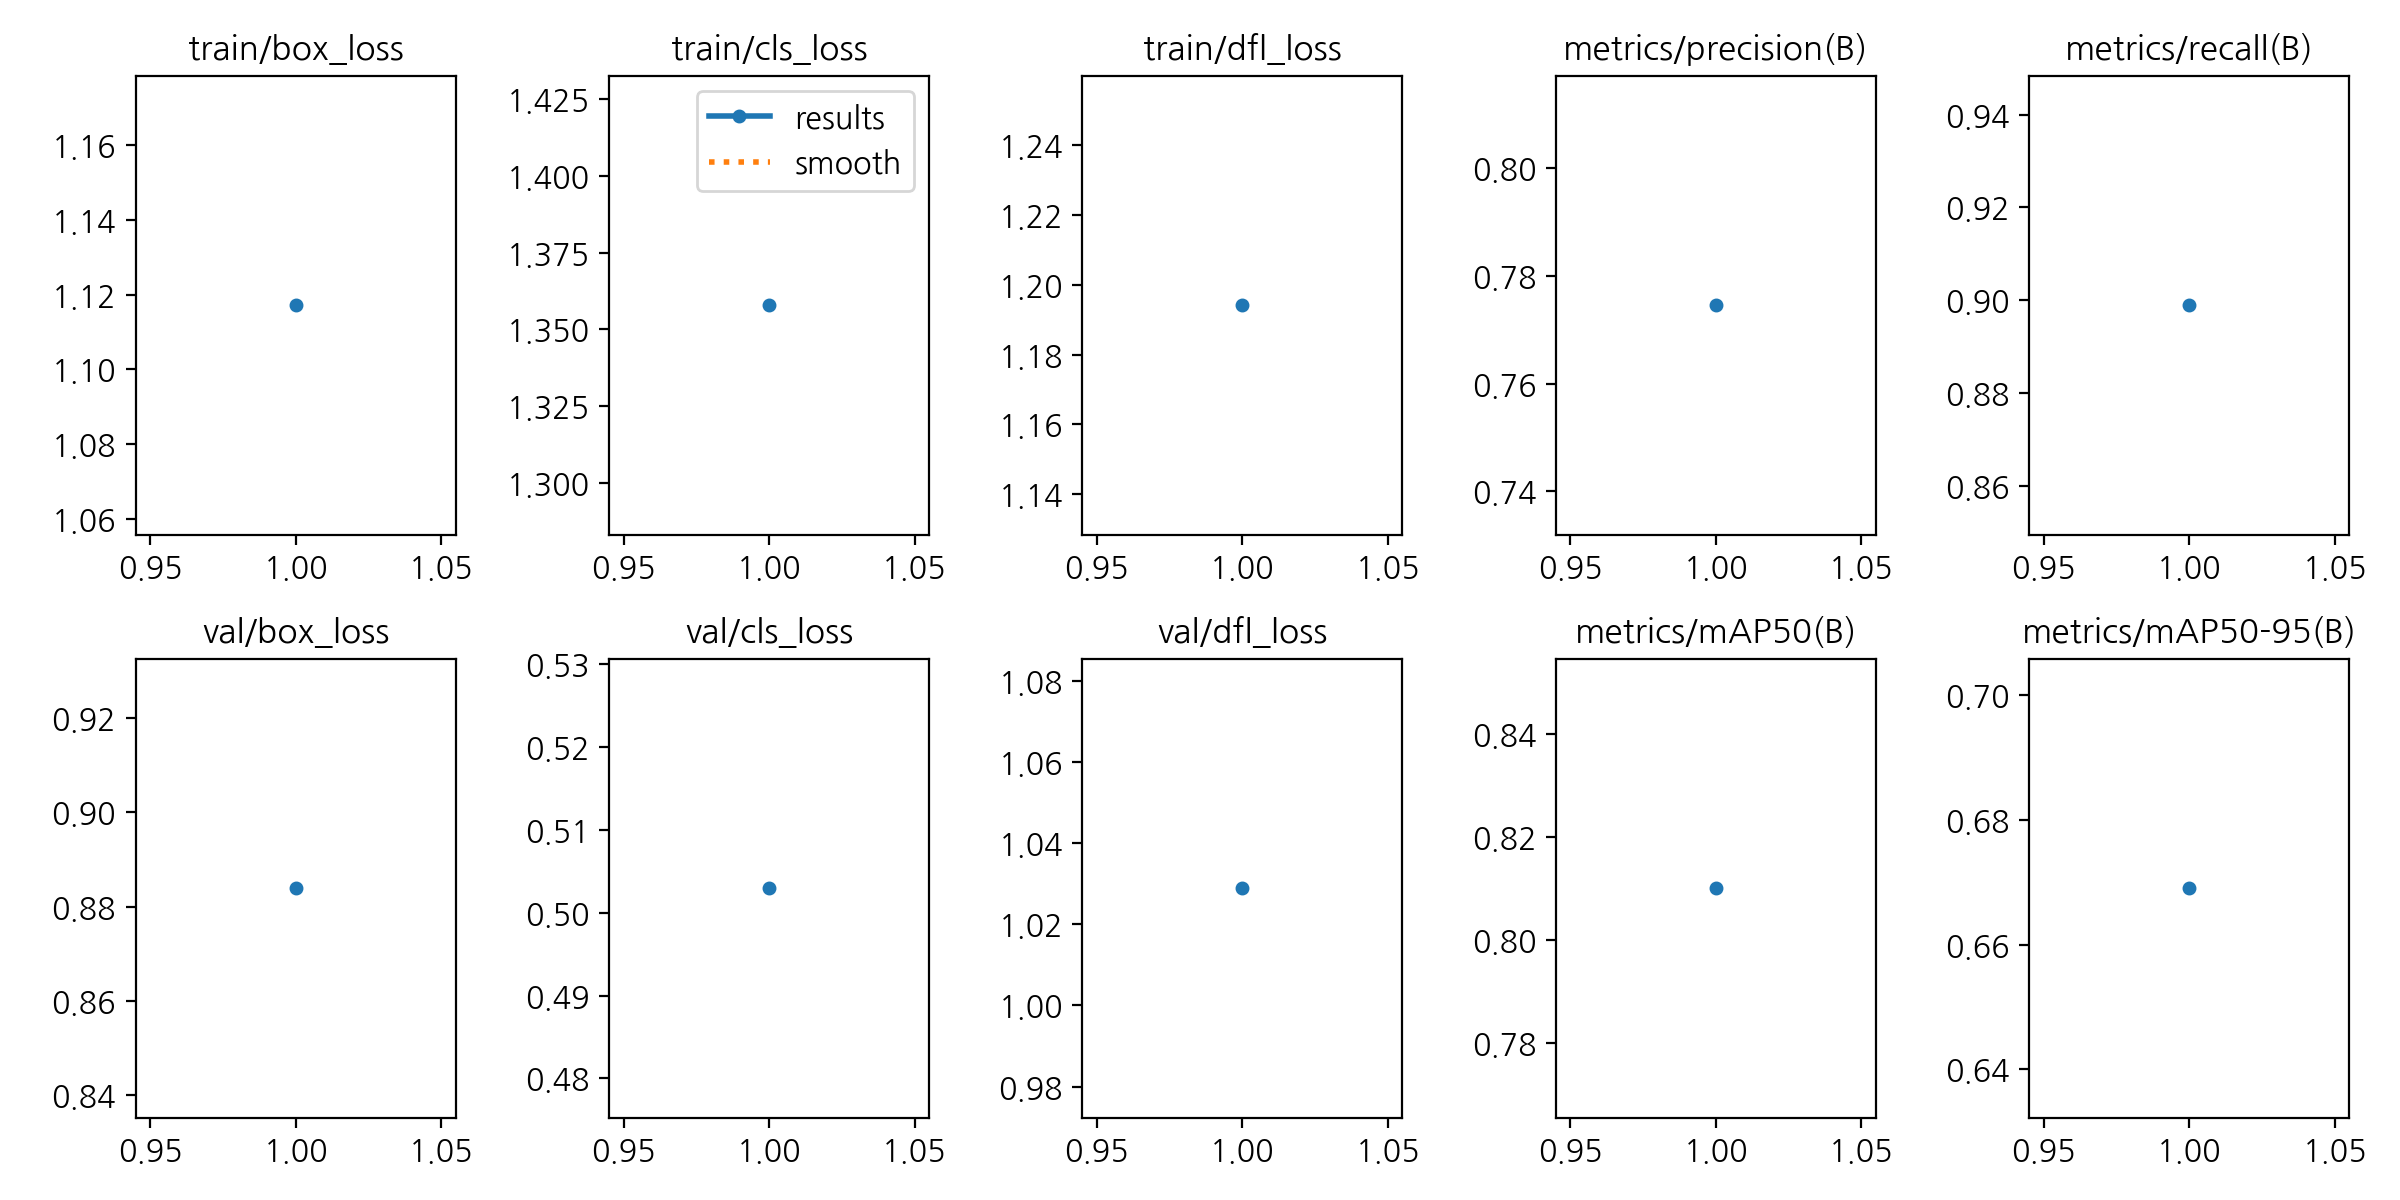 train/box_loss
1.16
1.14
1.12
1.10
1.08
1.06
0.95 1.00 1.05
train/cls_loss
results
smooth
1.425
1.400
1.375
1.350
1.325
1.300
0.95 1.00 1.05
train/dfl_loss
1.24
1.22
1.20
1.18
1.16
1.14
0.95 1.00 1.05
metrics/precision(B)
0.80
0.78
0.76
0.74
0.95 1.00 1.05
metrics/recall(B)
0.94
0.92
0.90
0.88
0.86
0.95 1.00 1.05
val/box_loss
0.92
0.90
0.88
0.86
0.84
0.95 1.00 1.05
val/cls_loss
0.53
0.52
0.51
0.50
0.49
0.48
0.95 1.00 1.05
val/dfl_loss
1.08
1.06
1.04
1.02
1.00
0.98
0.95 1.00 1.05
metrics/mAP50(B)
0.84
0.82
0.80
0.78
0.95 1.00 1.05
metrics/mAP50-95(B)
0.70
0.68
0.66
0.64
0.95 1.00 1.05